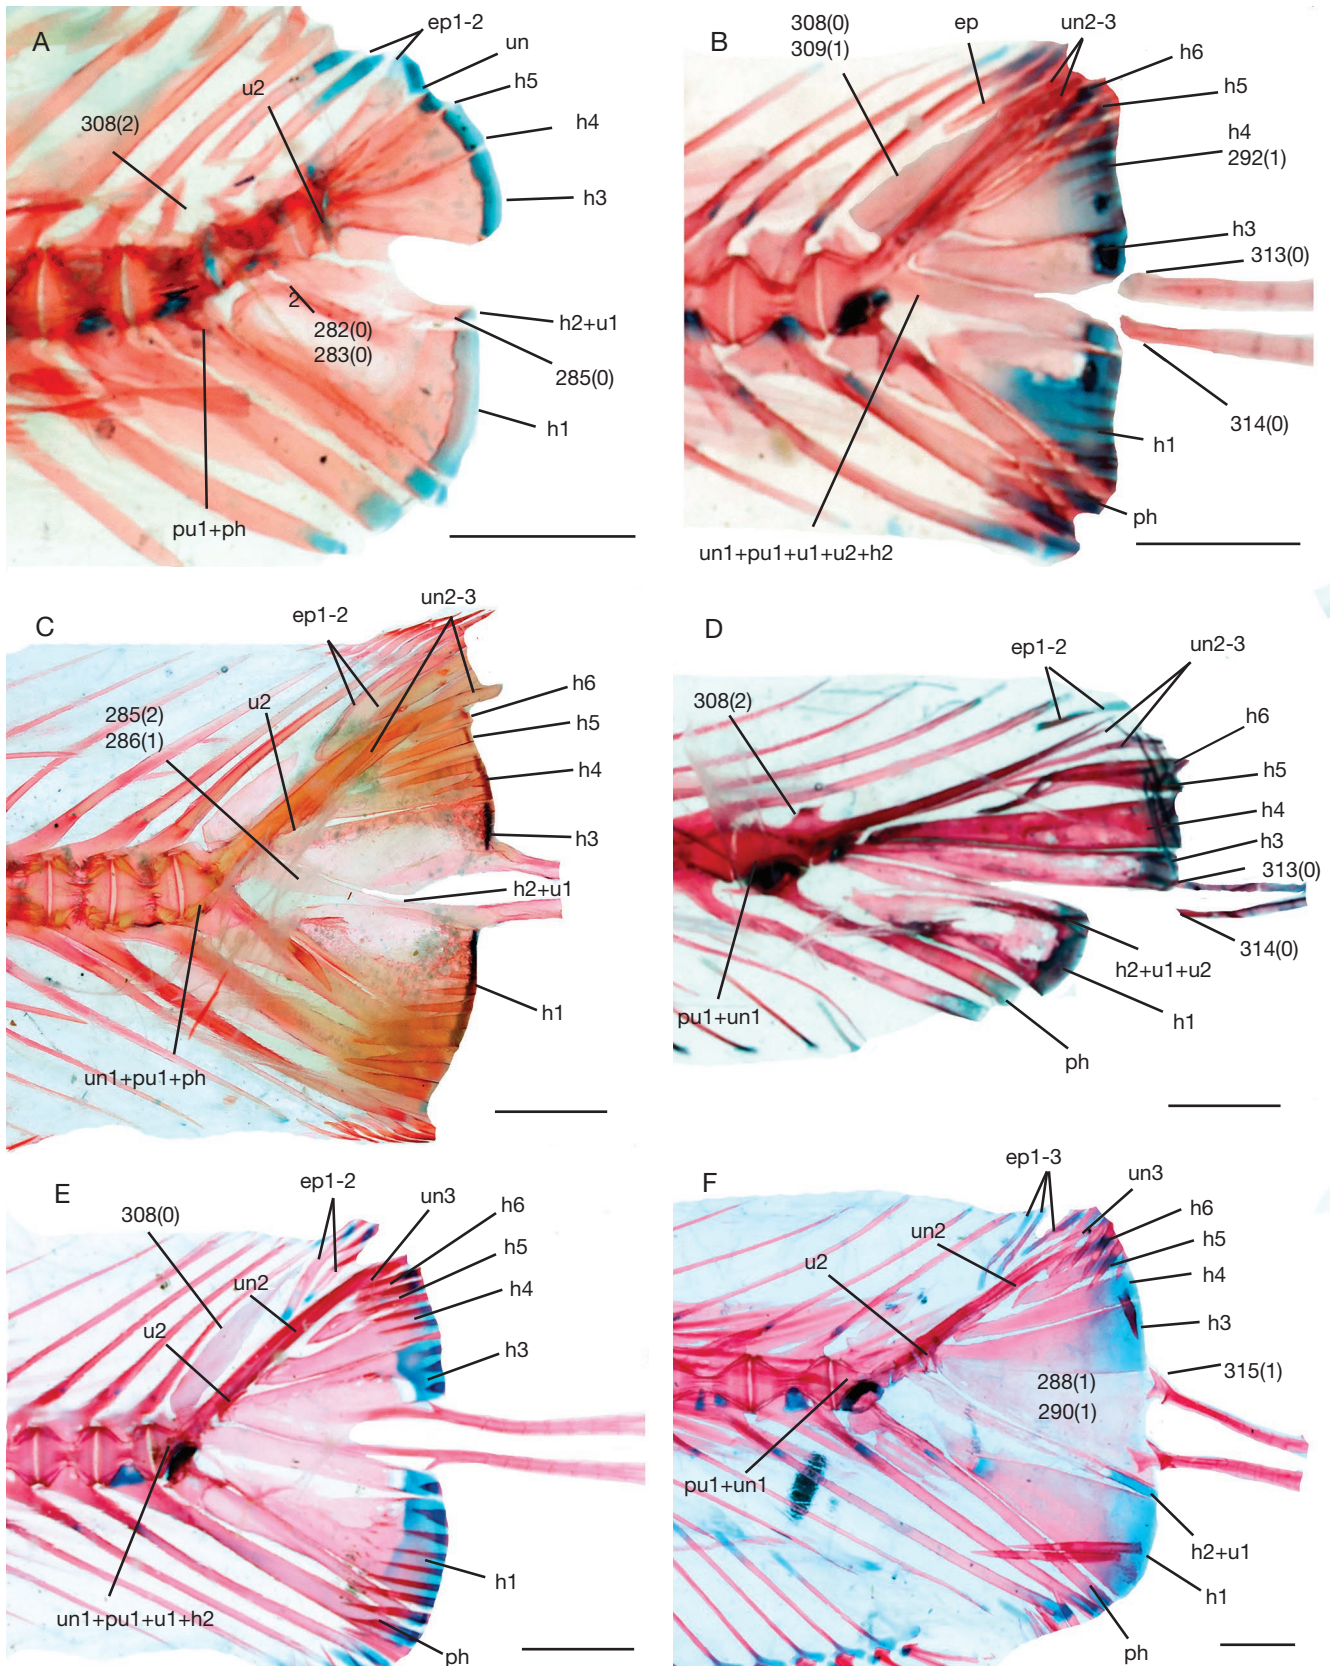 A
ep1-2
un
h5
u2
h4
308(2)
h3
2
282(0)
283(0)
h2+u1
285(0)
h1
pu1+ph
B
308(0)
309(1)
ep
un2-3
h6
h5
h4
292(1)
h3
313(0)
314(0)
h1
ph
un1+pu1+u1+u2+h2
C
ep1-2
un2-3
h6
285(2)
286(1)
u2
h5
h4
h3
h2+u1
h1
un1+pu1+ph
D
ep1-2
un2-3
308(2)
h6
h5
h4
h3
313(0)
314(0)
h2+u1+u2
pu1+un1
h1
ph
E
ep1-2
un3
308(0)
h6
h5
un2
h4
u2
h3
h1
un1+pu1+u1+h2
ph
F
ep1-3
un3
h6
un2
h5
u2
h4
h3
315(1)
288(1)
290(1)
pu1+un1
h2+u1
h1
ph